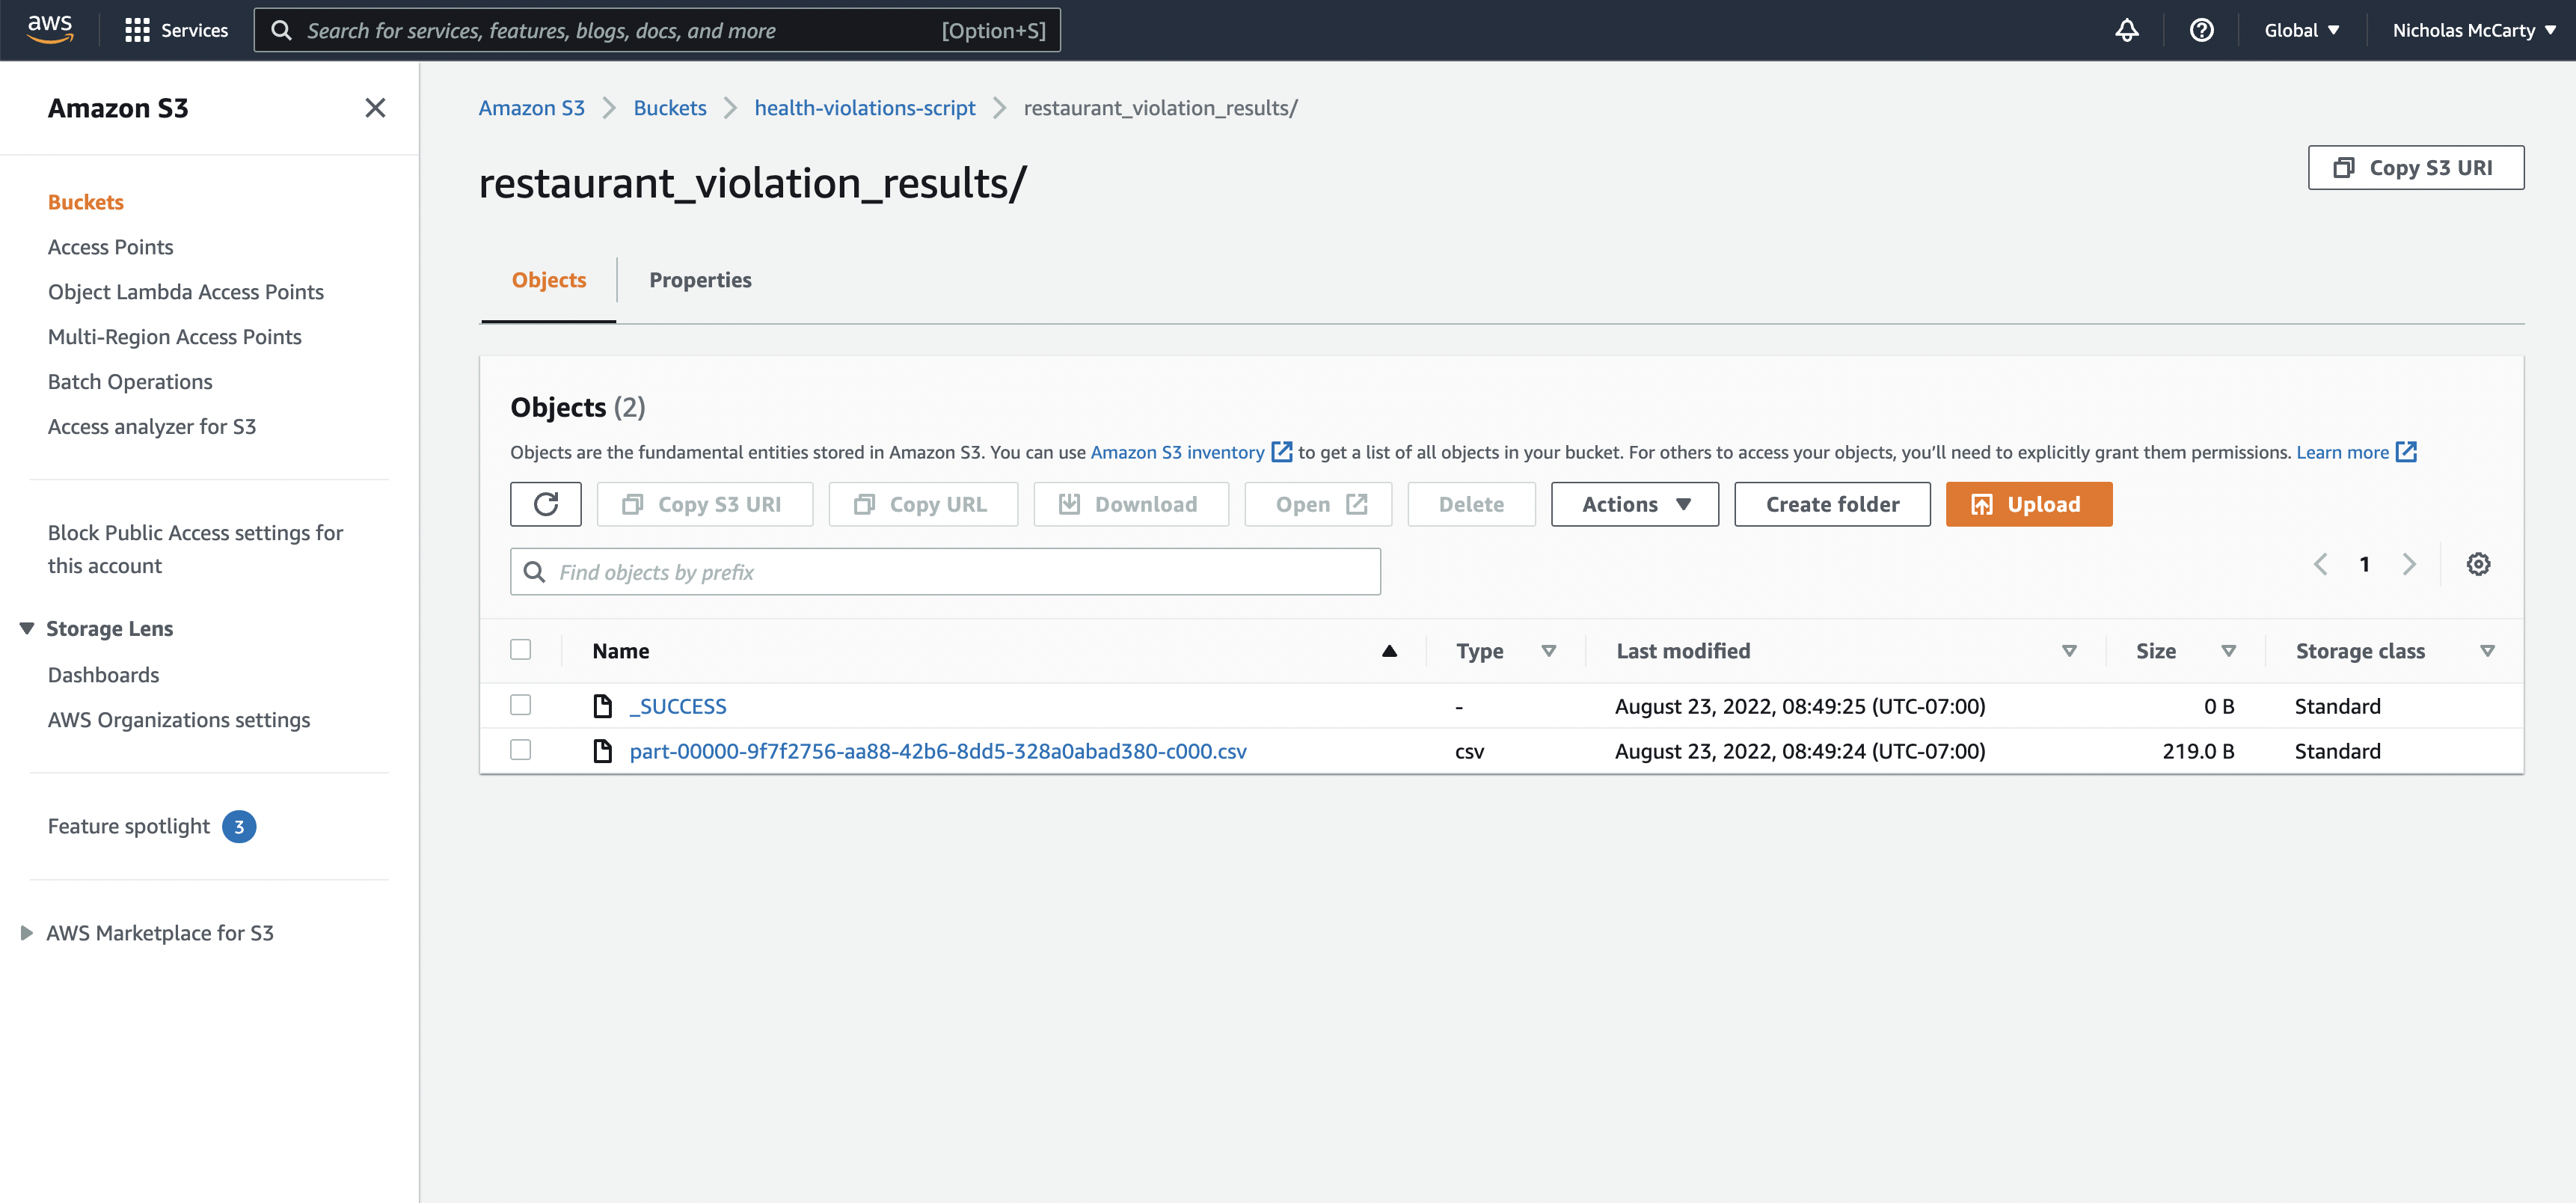 aws
Services
Search for services, features, blogs, docs, and more
[Option+S]
Global
Nicholas McCarty
Amazon S3
Buckets
Access Points
Object Lambda Access Points
Multi-Region Access Points
Batch Operations
Access analyzer for S3
Block Public Access settings for
this account
Storage Lens
Dashboards
AWS Organizations settings
Feature spotlight 3
AWS Marketplace for S3
Amazon S3 Buckets health-violations-script restaurant_violation_results/
restaurant_violation_results/
Copy S3 URI
Objects Properties
Objects (2)
Objects are the fundamental entities stored in Amazon S3. You can use Amazon S3 inventory to get a list of all objects in your bucket. For others to access your objects, you’ll need to explicitly grant them permissions. Learn more
Copy S3 URI Copy URL Download Open Delete Actions Create folder Upload
Find objects by prefix
1
Name Type Last modified Size Storage class
_SUCCESS - August 23, 2022, 08:49:25 (UTC-07:00) 0 B Standard
part-00000-9f7f2756-aa88-42b6-8dd5-328a0abad380-c000.csv csv August 23, 2022, 08:49:24 (UTC-07:00) 219.0 B Standard